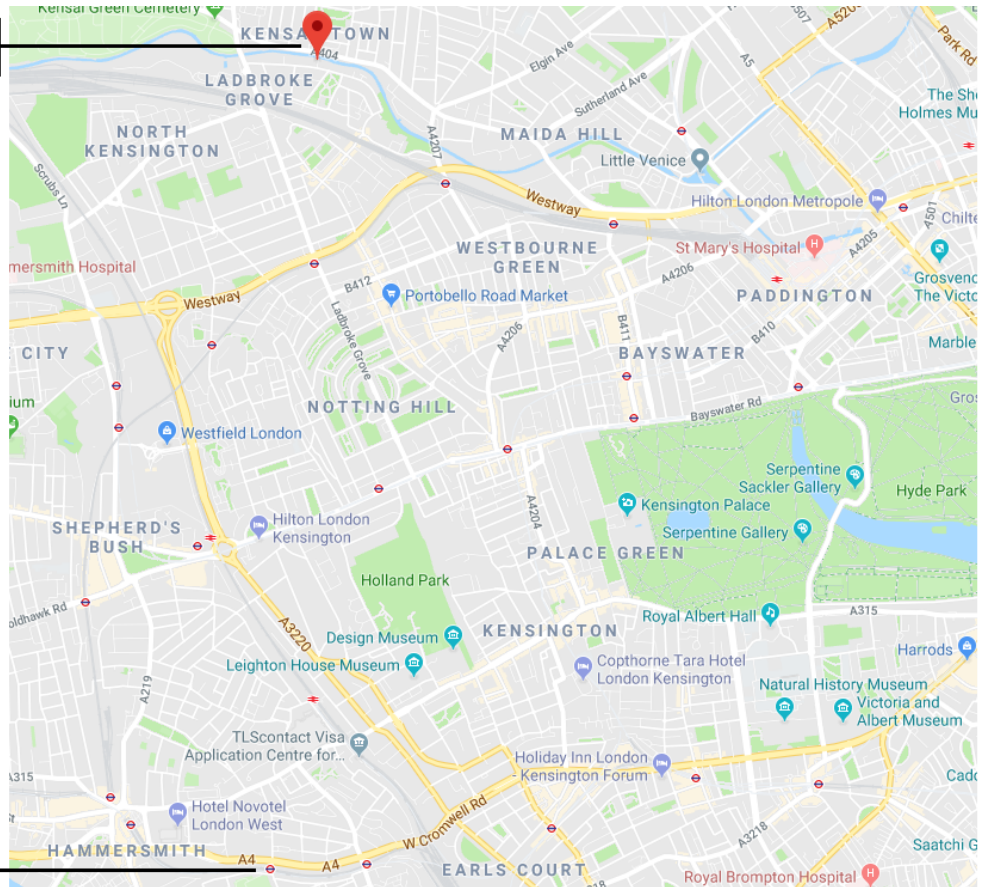 Kensal Green Cemetery
KENSAL TOWN
A404
LADBROKE
GROVE
NORTH
KENSINGTON
Scrubs Ln
A4207
Elgin Ave
Sutherland Ave
A5
A507
A520
Park Rd
The She
Holmes Mu
MAIDA HILL
Little Venice
Westway
Hilton London Metropole
A501
Chilte
St Mary's Hospital
A4205
A4206
WESTBOURNE
GREEN
mersmith Hospital
B412
Westway
Portobello Road Market
PADDINGTON
Grosveno
The Victo
Ladbroke Grove
A4206
B411
B410
BAYSWATER
Marble
E CITY
ium
NOTTING HILL
Bayswater Rd
Gros
Westfield London
Serpentine
Sackler Gallery
Hyde Park
Kensington Palace
A4204
Hilton London
Kensington
SHEPHERD'S
BUSH
Serpentine Gallery
PALACE GREEN
Holland Park
oldhawk Rd
A3220
Royal Albert Hall
A315
KENSINGTON
Design Museum
Leighton House Museum
Harrods
Copthorne Tara Hotel
London Kensington
A219
Natural History Museum
Victoria and
Albert Museum
TLScontact Visa
Application Centre for...
Holiday Inn London
- Kensington Forum
A315
Cado
Hotel Novotel
London West
W Cromwell Rd
A3218
HAMMERSMITH
A4
A4
EARLS COURT
Saatchi G
Royal Brompton Hospital